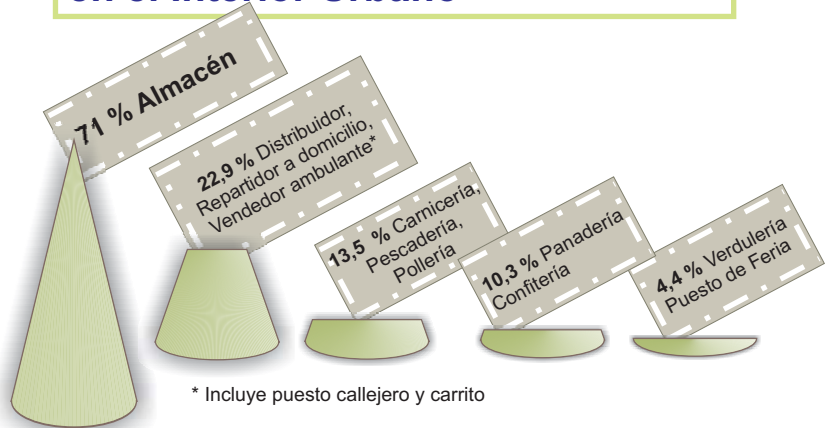 en el Interior Urbano
71 % Almacén
22,9 % Distribuidor,
Repartidor a domicilio,
Vendedor ambulante*
13,5 % Carnicería,
Pescadería,
Pollería
10,3 % Panadería
Confitería
4,4 % Verdulería
Puesto de Feria
* Incluye puesto callejero y carrito